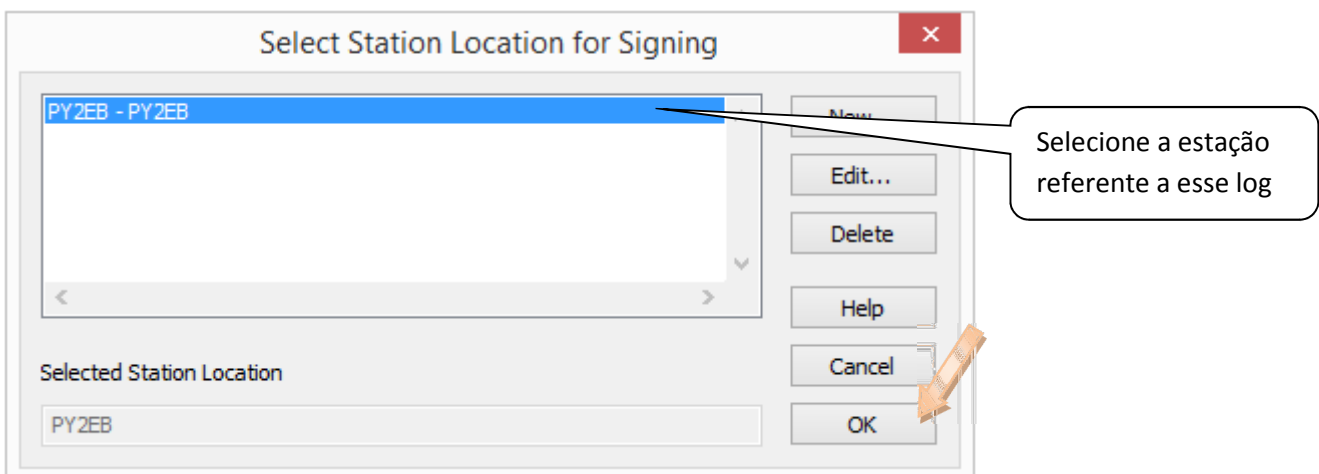 Select Station Location for Signing
PY2EB - PY2EB
Selecione a estação
referente a esse log
Edit...
Delete
Help
Selected Station Location
Cancel
PY2EB
OK